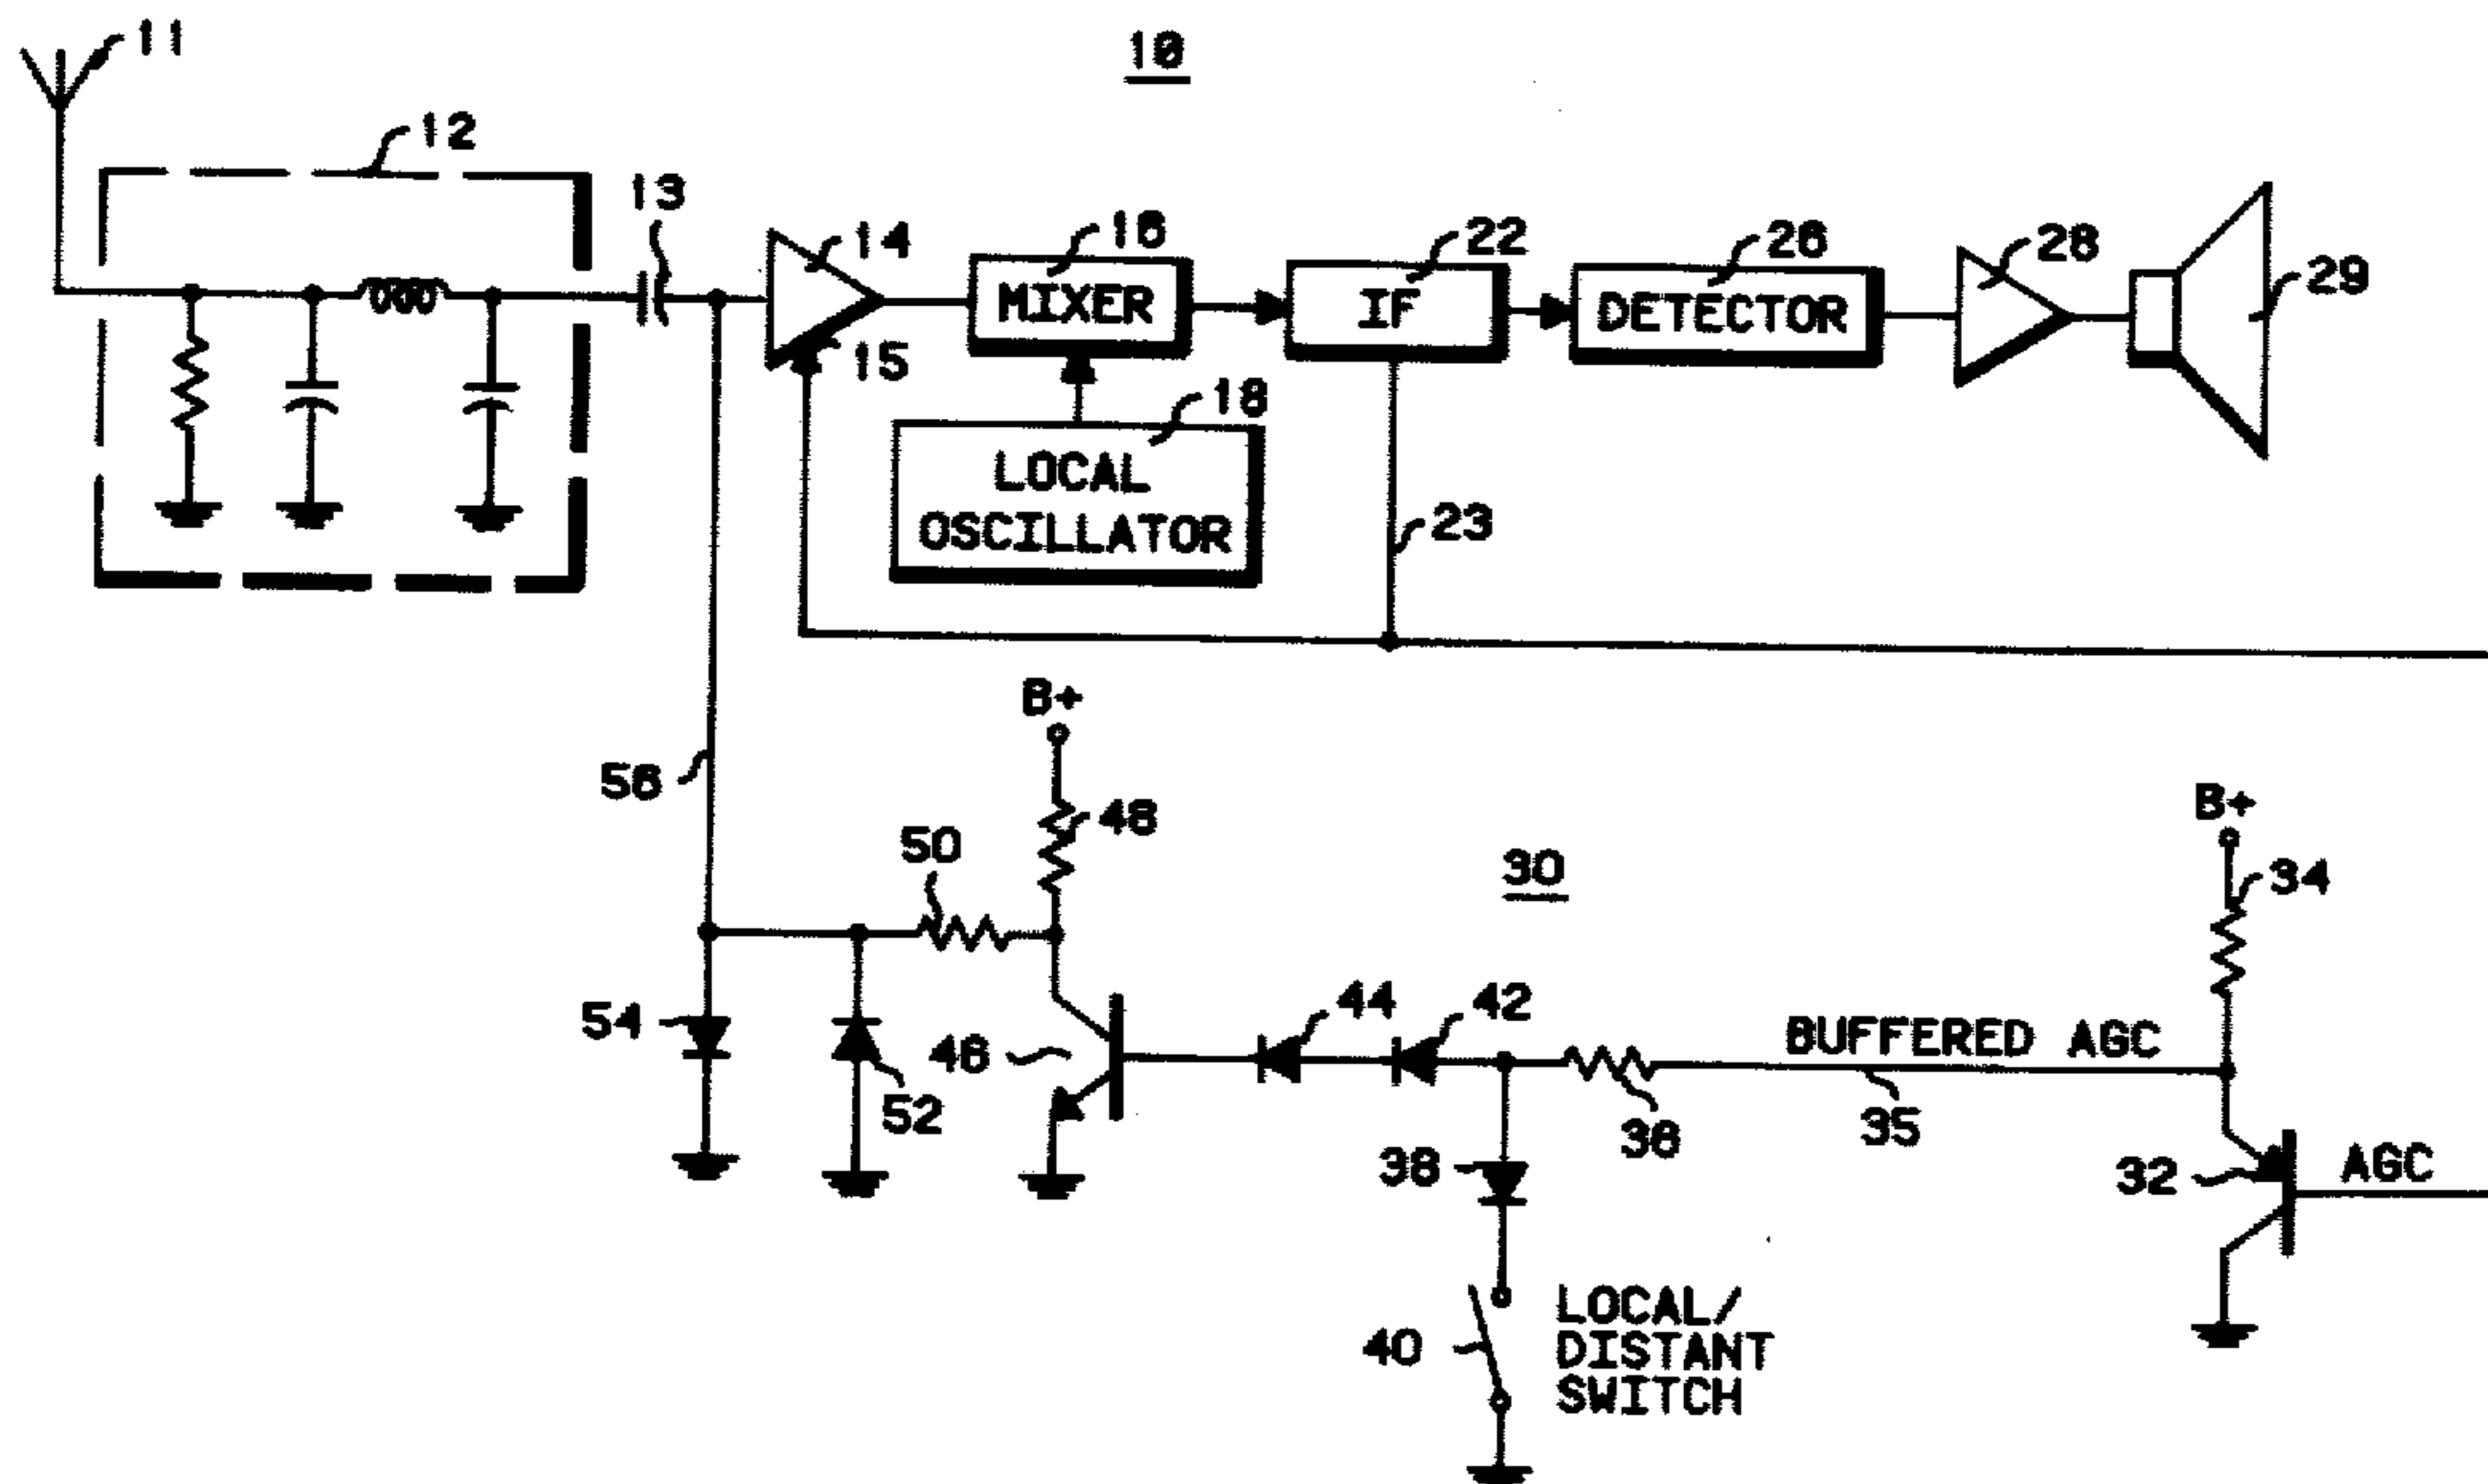 10
11
12
13
14
15
16
MIXER
18
LOCAL
OSCILLATOR
22
IF
23
26
DETECTOR
28
29
30
B+
48
50
56
54
52
46
44
42
BUFFERED AGC
35
36
38
40
LOCAL/
DISTANT
SWITCH
B+
34
32
AGC